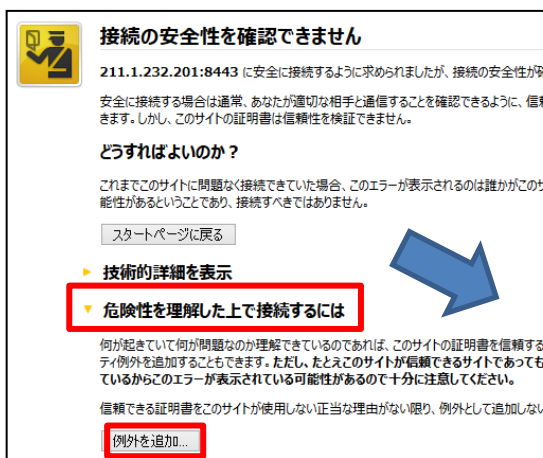 接続の安全性を確認できません
211.1.232.201:8443 に安全に接続するように求められましたが、接続の安全性が確
安全に接続する場合は通常、あなたが適切な相手と通信することを確認できるように、信頼
きます。しかし、このサイトの証明書は信頼性を検証できません。
どうすればよいのか？
これまでこのサイトに問題なく接続できていた場合、このエラーが表示されるのは誰かがこのサ
能性があるということであり、接続すべきではありません。
スタートページに戻る
技術的詳細を表示
危険性を理解した上で接続するには
何が起きていて何が問題なのか理解できているのであれば、このサイトの証明書を信頼する
ティ例外を追加することもできます。ただし、たとえこのサイトが信頼できるサイトであっても
ているからこのエラーが表示されている可能性があるので十分に注意してください。
信頼できる証明書をこのサイトが使用しない正当な理由がない限り、例外として追加しない
例外を追加...